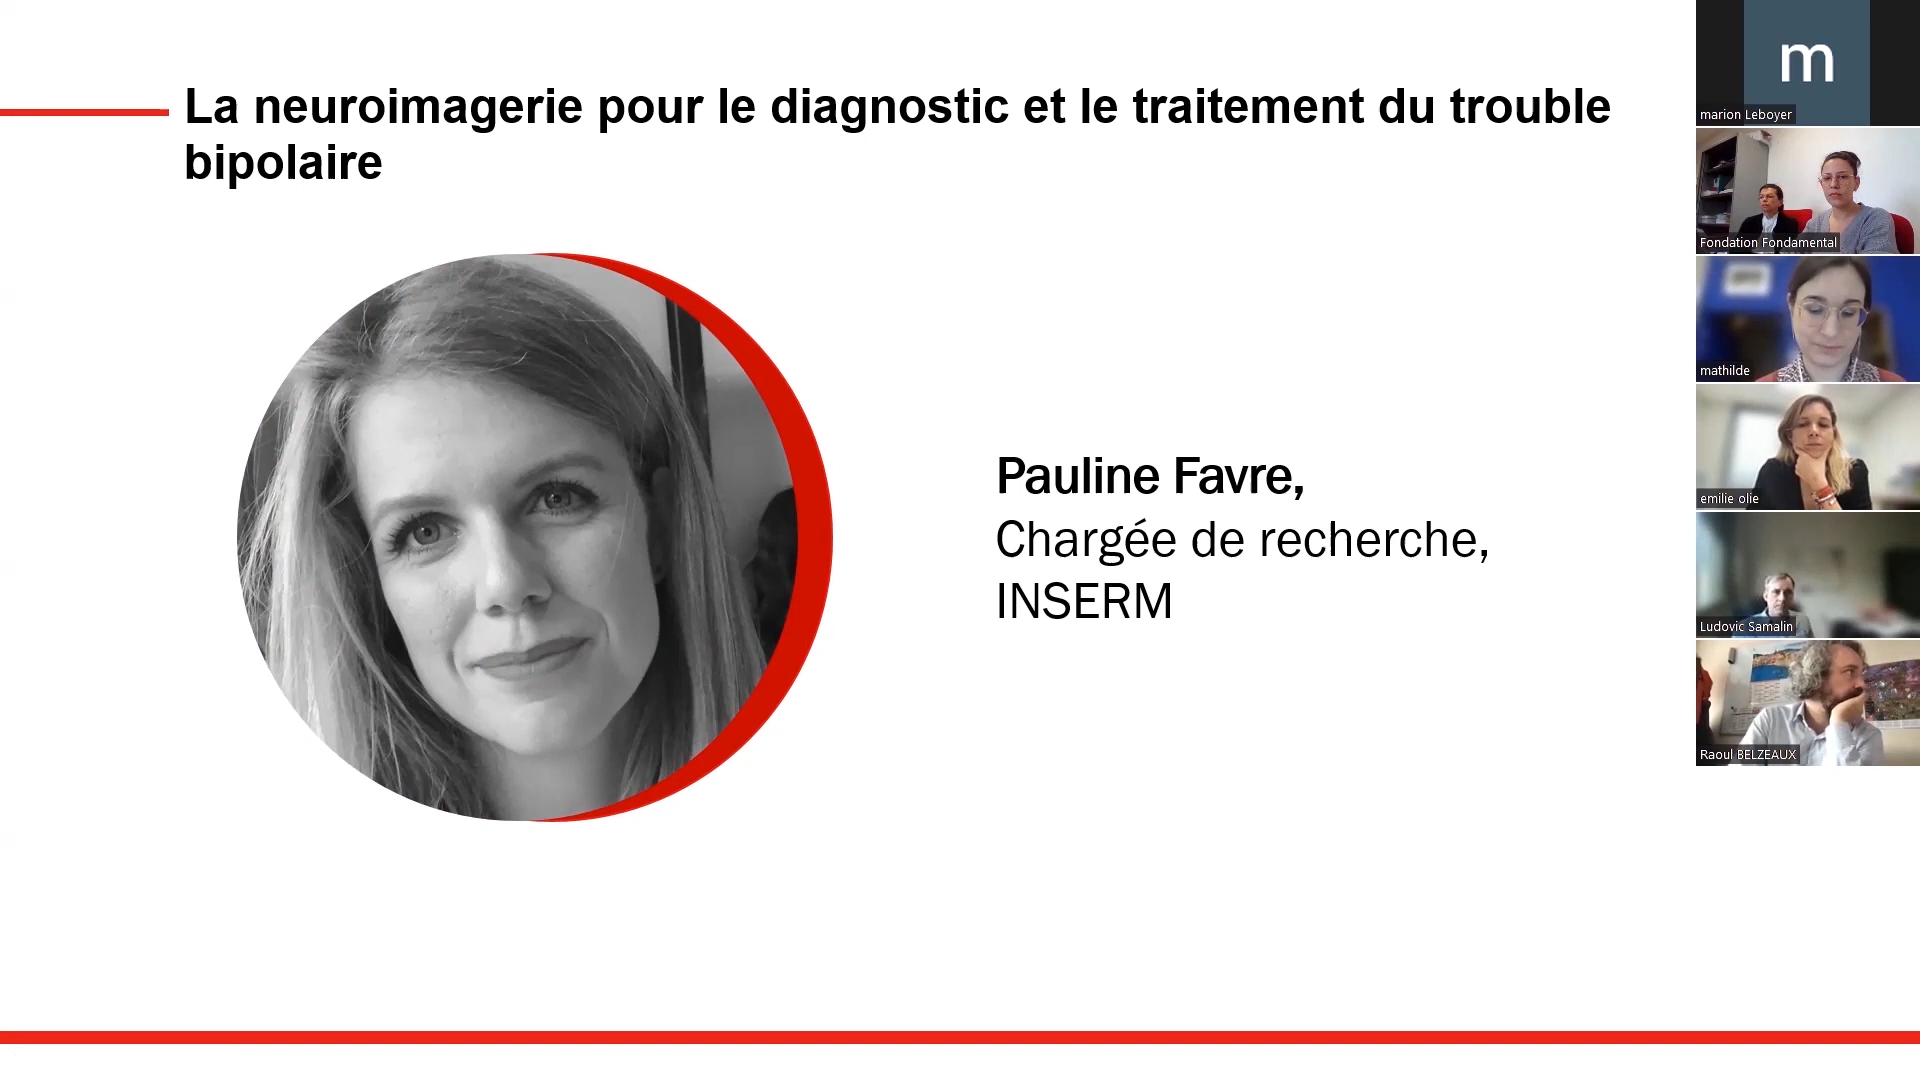 La neuroimagerie pour le diagnostic et le traitement du trouble
bipolaire
Pauline Favre,
Chargée de recherche,
INSERM
m
marion Leboyer
Fondation Fondamental
mathilde
emilie olie
Ludovic Samalin
Raoul BELZEAUX